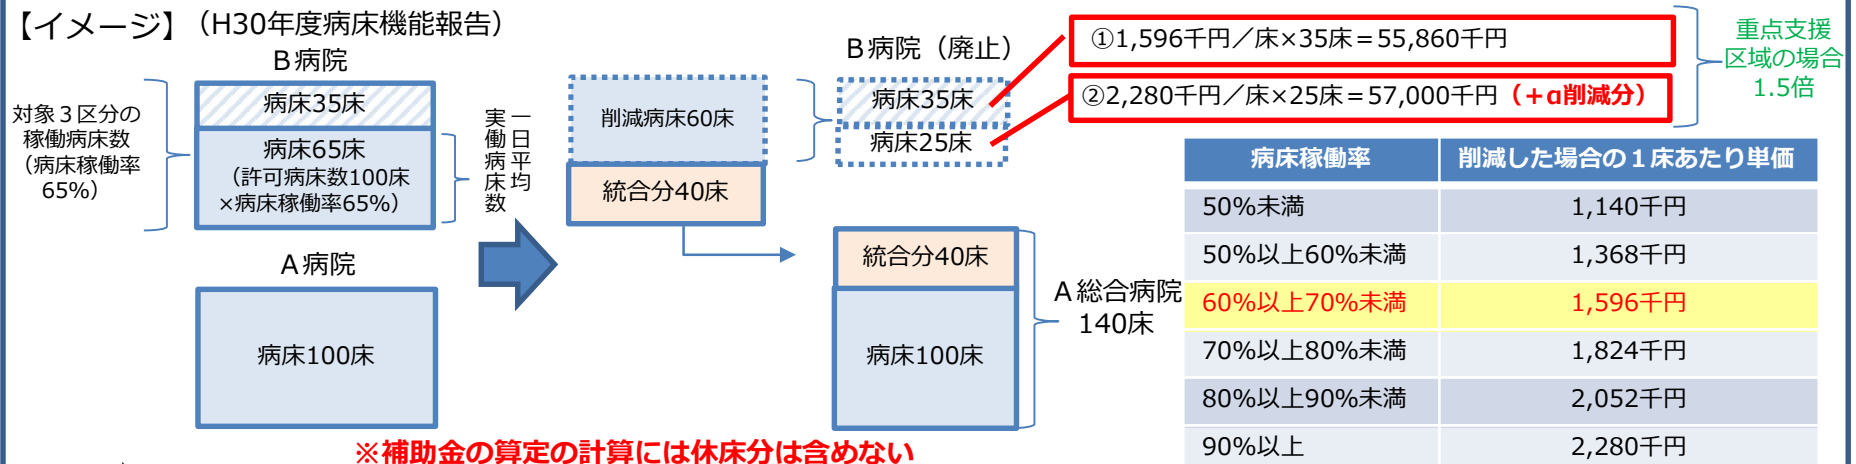 【イメージ】（H30年度病床機能報告）
B病院
対象３区分の
稼働病床数
（病床稼働率
65%）
病床35床
病床65床
（許可病床数100床
×病床稼働率65%）
一日平均
実働病床数
A病院
病床100床
削減病床60床
統合分40床
B病院（廃止）
病床35床
病床25床
統合分40床
病床100床
A総合病院
140床
①1,596千円／床×35床＝55,860千円
②2,280千円／床×25床＝57,000千円（＋α削減分）
重点支援
区域の場合
1.5倍
病床稼働率 削減した場合の１床あたり単価
50%未満 1,140千円
50%以上60%未満 1,368千円
60%以上70%未満 1,596千円
70%以上80%未満 1,824千円
80%以上90%未満 2,052千円
90%以上 2,280千円
※補助金の算定の計算には休床分は含めない